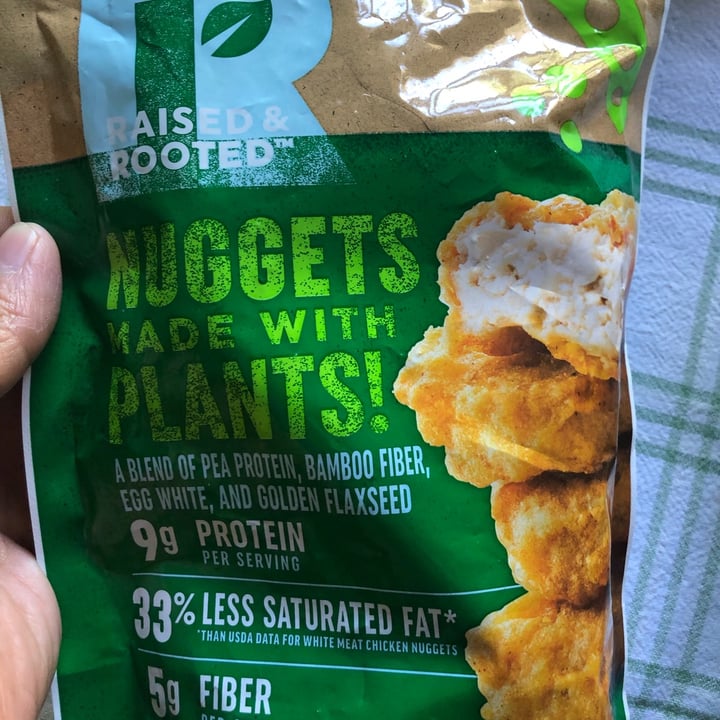 R
RAISED &
ROOTED™
NUGGETS
MADE WITH
PLANTS!
A BLEND OF PEA PROTEIN, BAMBOO FIBER,
EGG WHITE, AND GOLDEN FLAXSEED
9g PROTEIN
PER SERVING
33% LESS SATURATED FAT*
*THAN USDA DATA FOR WHITE MEAT CHICKEN NUGGETS
5g FIBER
PER